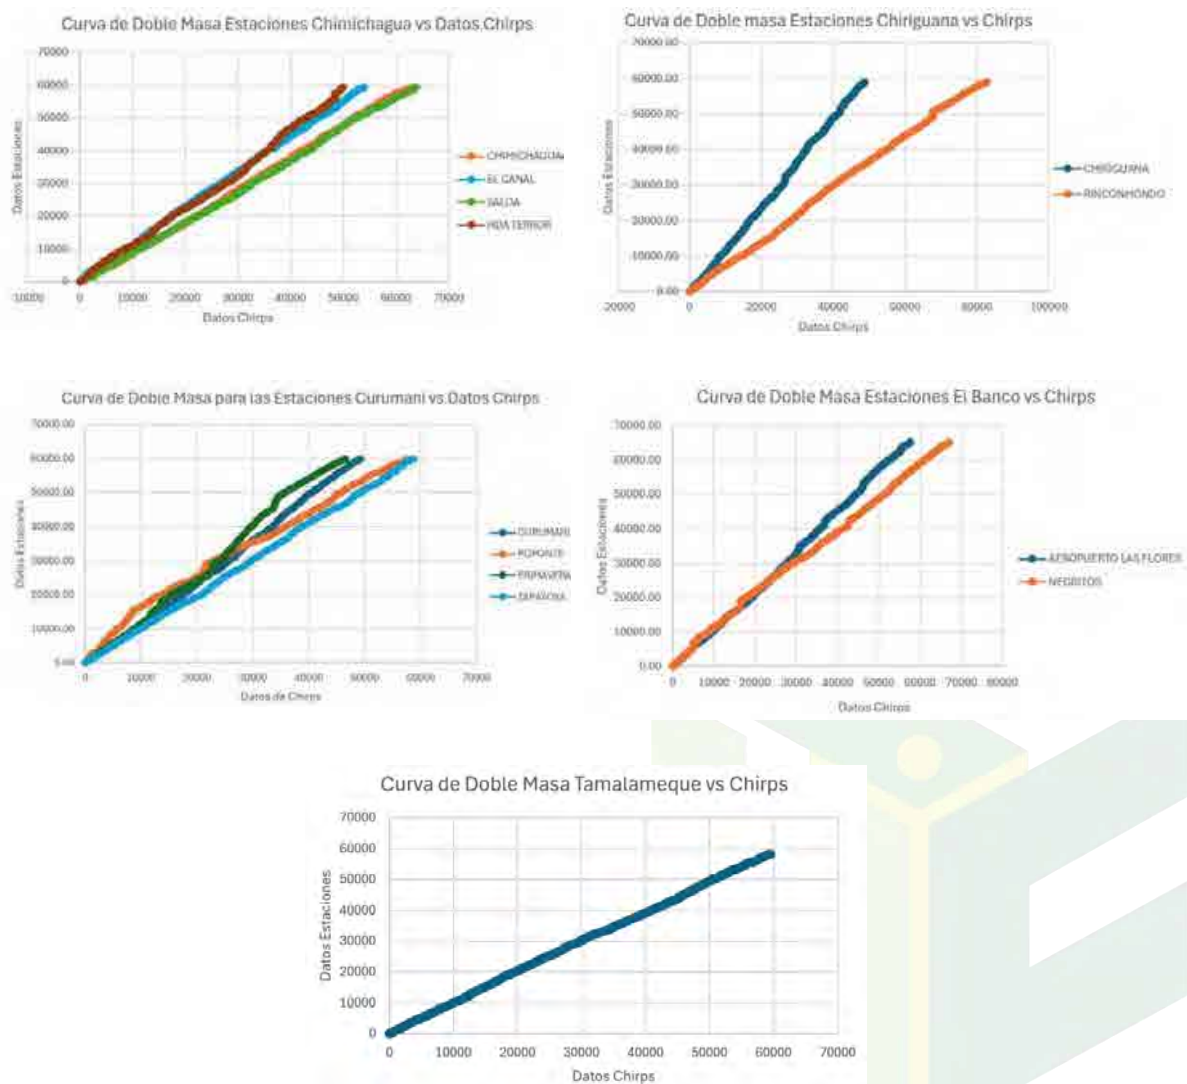 Curva de Doble Masa Estaciones Chimichagua vs Datos Chirps
70000
60000
50000
40000
30000
20000
10000
0
Datos Estaciones
10000 0 10000 20000 30000 40000 50000 60000 70000
Datos Chirps
CHIMICHAGUA
EL CANAL
SALOA
HDA TERROR
Curva de Doble masa Estaciones Chiriguana vs Chirps
70000.00
60000.00
50000.00
40000.00
30000.00
20000.00
10000.00
0.00
Datos Estaciones
20000 0 20000 40000 60000 80000 100000
Datos Chirps
CHIRIGUANA
RINCONHONDO
Curva de Doble Masa para las Estaciones Curumani vs Datos Chirps
70000.00
60000.00
50000.00
40000.00
30000.00
20000.00
10000.00
0.00
Datos Estaciones
0 10000 20000 30000 40000 50000 60000 70000
Datos de Chirps
CURUMANI
POPONTE
PRIMAVERA
ZAPATOSA
Curva de Doble Masa Estaciones El Banco vs Chirps
70000.00
60000.00
50000.00
40000.00
30000.00
20000.00
10000.00
0.00
Datos Estaciones
0 10000 20000 30000 40000 50000 60000 70000 80000
Datos Chirps
AEROPUERTO LAS FLORES
NEGRITOS
Curva de Doble Masa Tamalameque vs Chirps
70000
60000
50000
40000
30000
20000
10000
0
Datos Estaciones
0 10000 20000 30000 40000 50000 60000 70000
Datos Chirps